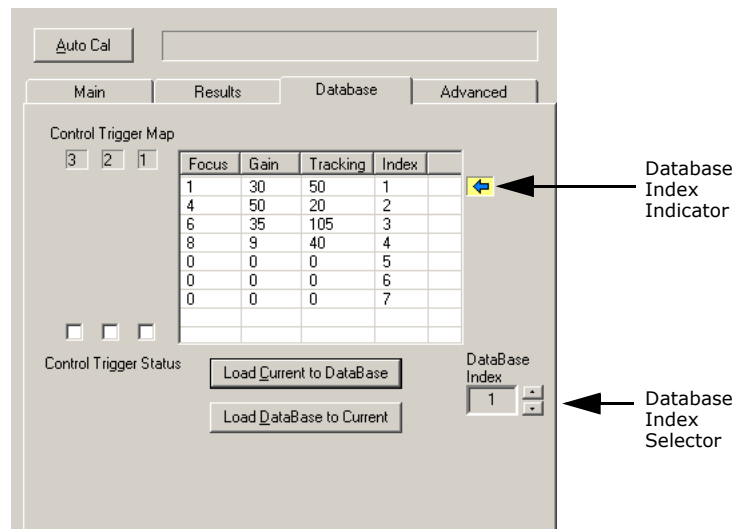 Auto Cal
Main Results Database Advanced
Control Trigger Map
3 2 1
Focus Gain Tracking Index
1 30 50 1
4 50 20 2
6 35 105 3
8 9 40 4
0 0 0 5
0 0 0 6
0 0 0 7
Database
Index
Indicator
Control Trigger Status
Load Current to DataBase
Load DataBase to Current
DataBase
Index
1
Database
Index
Selector